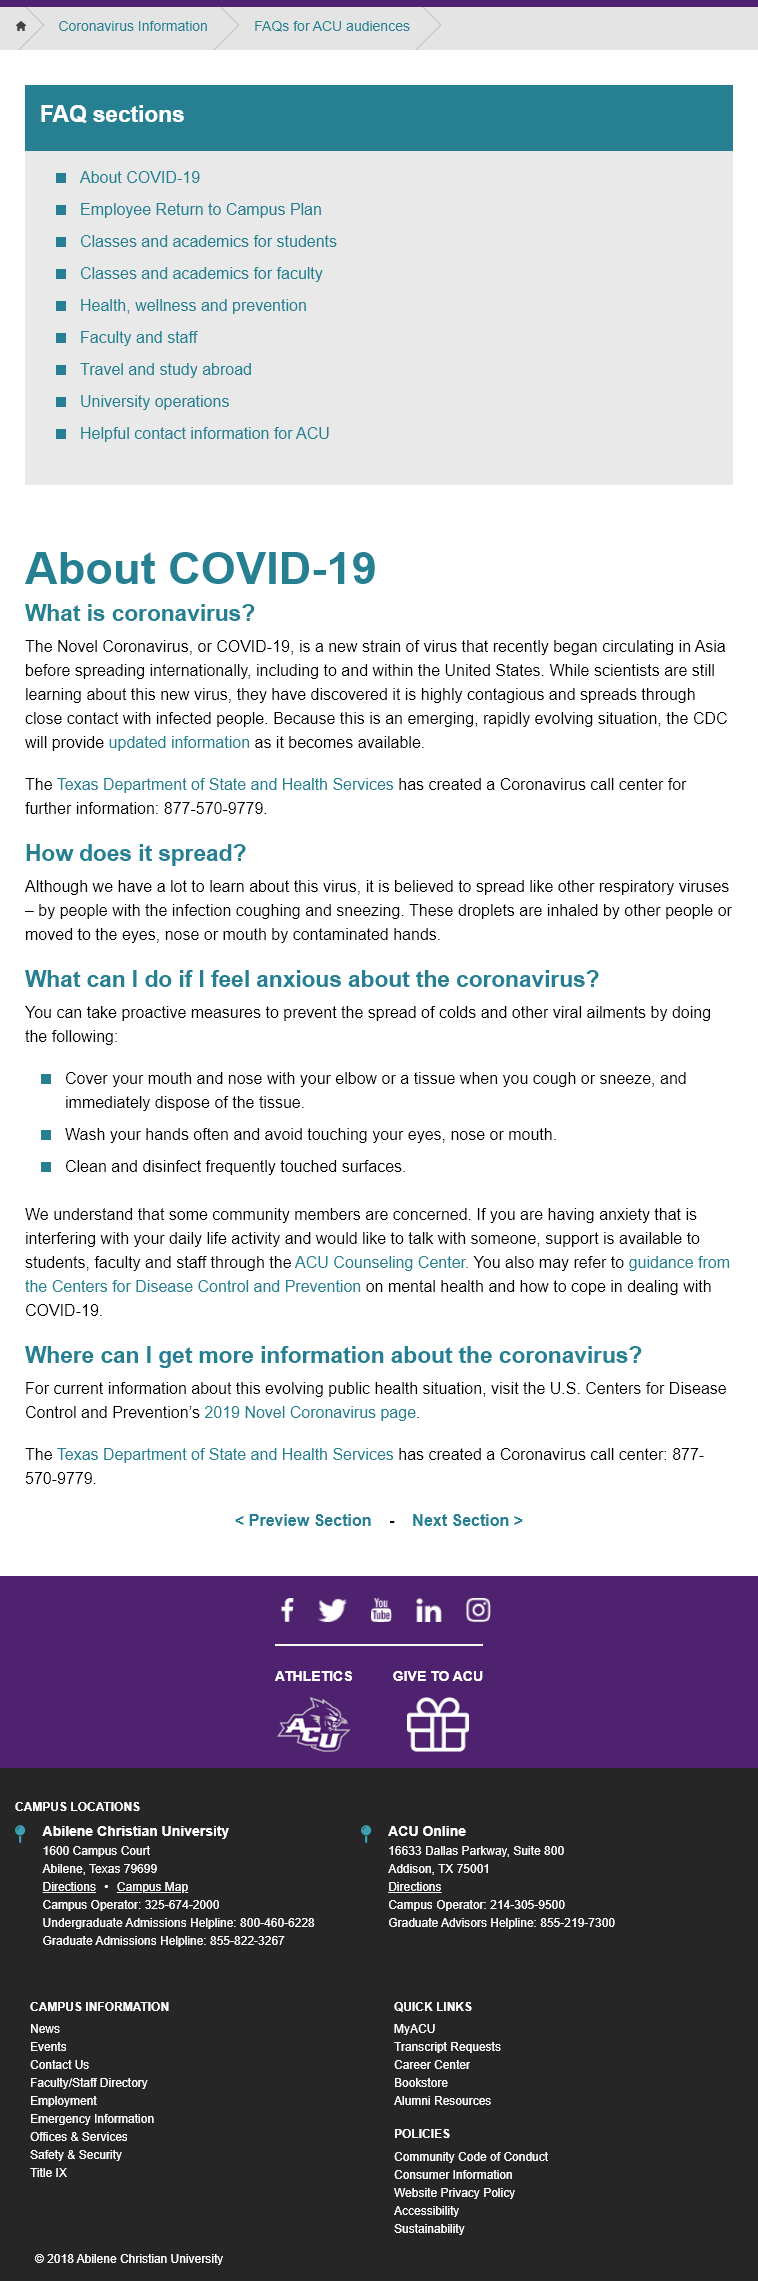 Coronavirus Information
FAQs for ACU audiences
FAQ sections
About COVID-19
Employee Return to Campus Plan
Classes and academics for students
Classes and academics for faculty
Health, wellness and prevention
Faculty and staff
Travel and study abroad
University operations
Helpful contact information for ACU
About COVID-19
What is coronavirus?
The Novel Coronavirus, or COVID-19, is a new strain of virus that recently began circulating in Asia
before spreading internationally, including to and within the United States. While scientists are still
learning about this new virus, they have discovered it is highly contagious and spreads through
close contact with infected people. Because this is an emerging, rapidly evolving situation, the CDC
will provide updated information as it becomes available.
The Texas Department of State and Health Services has created a Coronavirus call center for
further information: 877-570-9779.
How does it spread?
Although we have a lot to learn about this virus, it is believed to spread like other respiratory viruses
– by people with the infection coughing and sneezing. These droplets are inhaled by other people or
moved to the eyes, nose or mouth by contaminated hands.
What can I do if I feel anxious about the coronavirus?
You can take proactive measures to prevent the spread of colds and other viral ailments by doing
the following:
Cover your mouth and nose with your elbow or a tissue when you cough or sneeze, and
immediately dispose of the tissue.
Wash your hands often and avoid touching your eyes, nose or mouth.
Clean and disinfect frequently touched surfaces.
We understand that some community members are concerned. If you are having anxiety that is
interfering with your daily life activity and would like to talk with someone, support is available to
students, faculty and staff through the ACU Counseling Center. You also may refer to guidance from
the Centers for Disease Control and Prevention on mental health and how to cope in dealing with
COVID-19.
Where can I get more information about the coronavirus?
For current information about this evolving public health situation, visit the U.S. Centers for Disease
Control and Prevention’s 2019 Novel Coronavirus page.
The Texas Department of State and Health Services has created a Coronavirus call center: 877-
570-9779.
< Preview Section - Next Section >
You Tube
in
ATHLETICS
GIVE TO ACU
ACU
CAMPUS LOCATIONS
Abilene Christian University
1600 Campus Court
Abilene, Texas 79699
Directions • Campus Map
Campus Operator: 325-674-2000
Undergraduate Admissions Helpline: 800-460-6228
Graduate Admissions Helpline: 855-822-3267
ACU Online
16633 Dallas Parkway, Suite 800
Addison, TX 75001
Directions
Campus Operator: 214-305-9500
Graduate Advisors Helpline: 855-219-7300
CAMPUS INFORMATION
News
Events
Contact Us
Faculty/Staff Directory
Employment
Emergency Information
Offices & Services
Safety & Security
Title IX
QUICK LINKS
MyACU
Transcript Requests
Career Center
Bookstore
Alumni Resources
POLICIES
Community Code of Conduct
Consumer Information
Website Privacy Policy
Accessibility
Sustainability
© 2018 Abilene Christian University